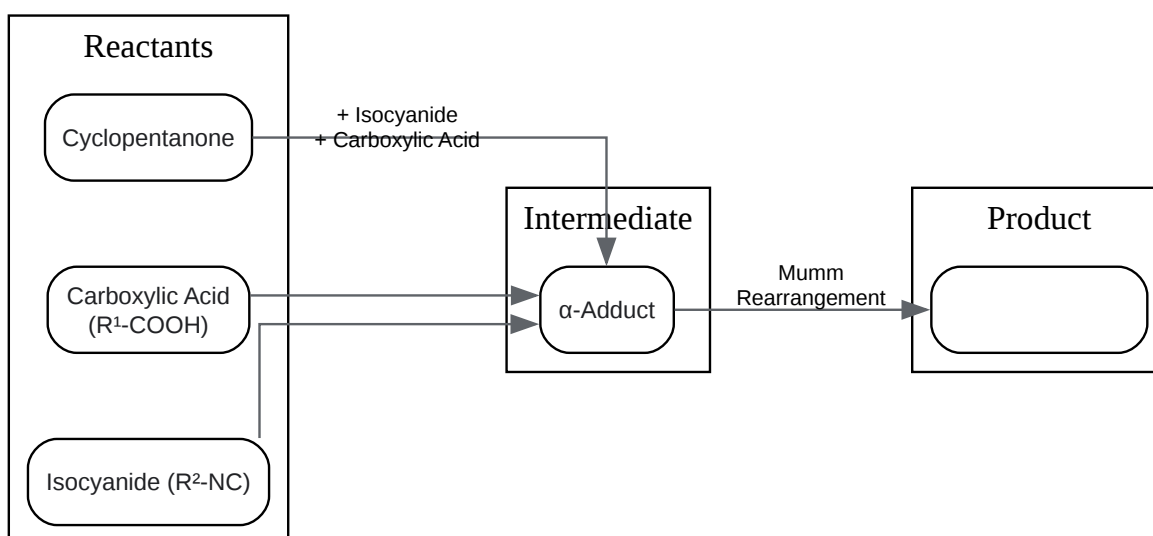 Reactants
Cyclopentanone
+ Isocyanide
+ Carboxylic Acid
Carboxylic Acid
(R¹-COOH)
Isocyanide (R²-NC)
Intermediate
α-Adduct
Mumm
Rearrangement
Product